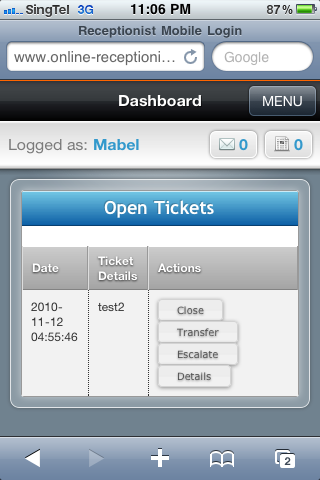 SingTel 3G 11:06 PM 87%
Receptionist Mobile Login
www.online-receptioni... Google
Dashboard MENU
Logged as: Mabel 0 0
Open Tickets
Date Ticket Details Actions
2010-11-12 04:55:46 test2 Close
Transfer
Escalate
Details
2